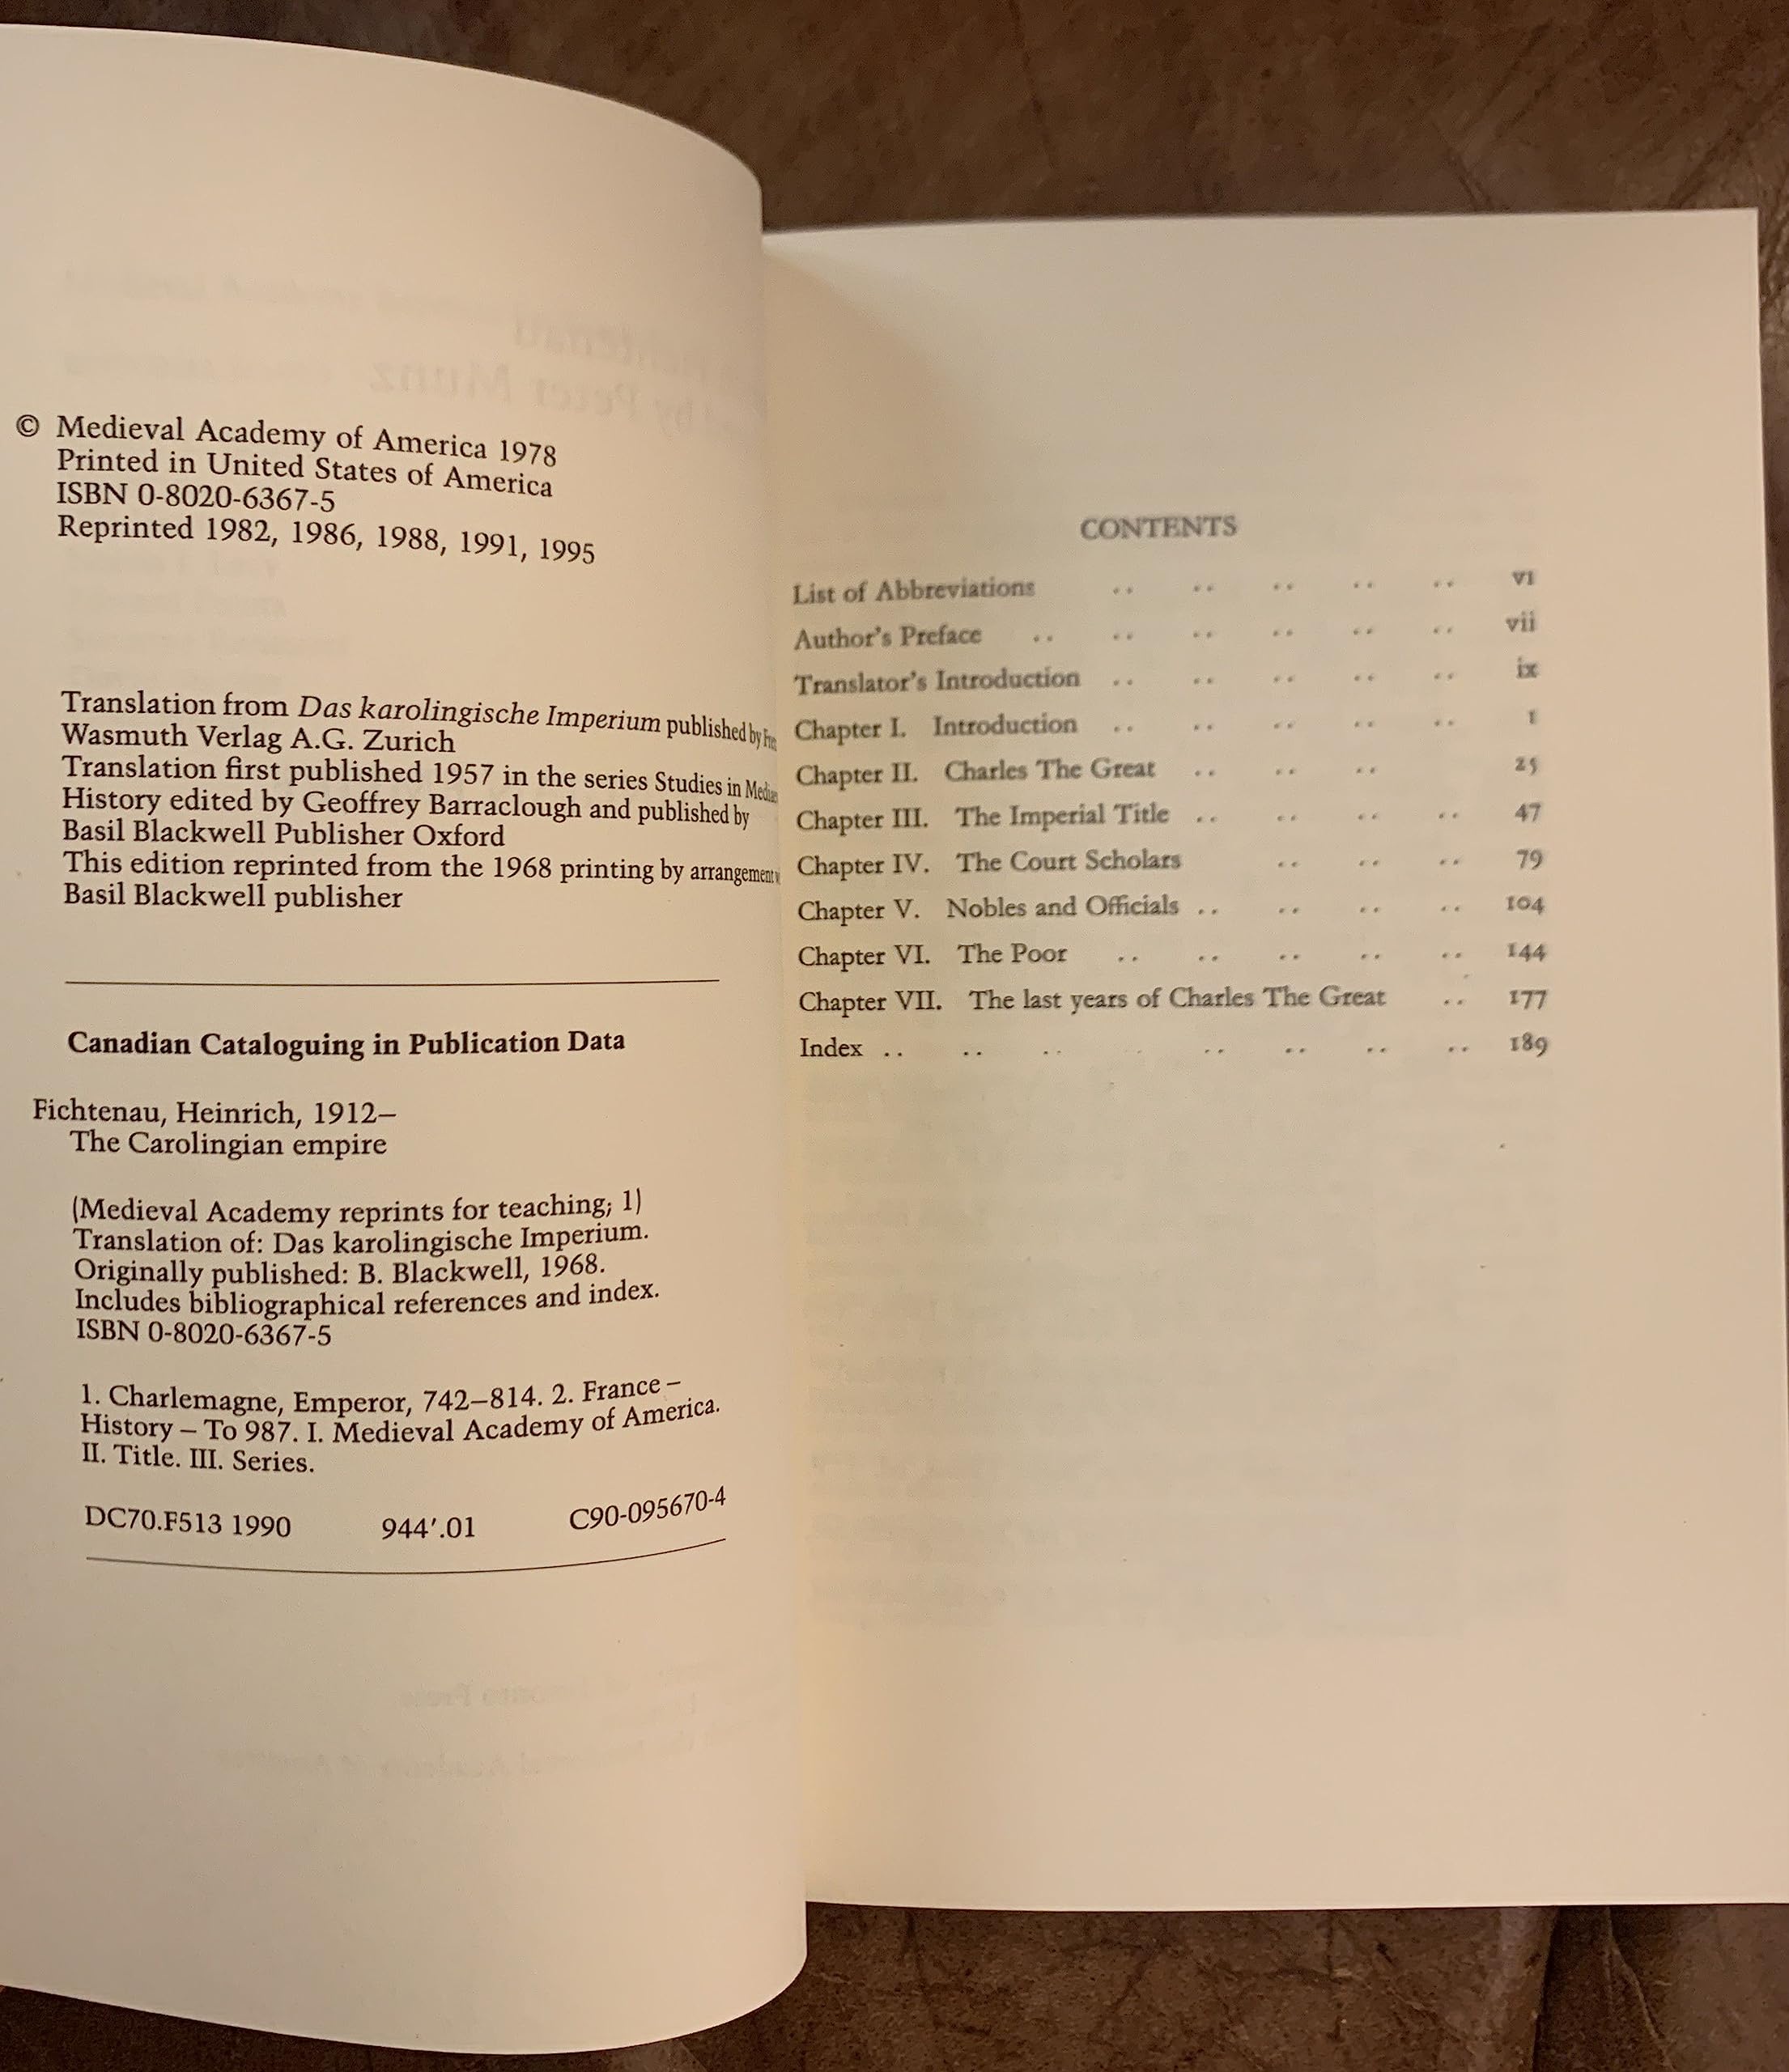 © Medieval Academy of America 1978
Printed in United States of America
ISBN 0-8020-6367-5
Reprinted 1982, 1986, 1988, 1991, 1995
Translation from Das karolingische Imperium published by
Wasmuth Verlag A.G. Zurich
Translation first published 1957 in the series Studies in
History edited by Geoffrey Barraclough and published by
Basil Blackwell Publisher Oxford
This edition reprinted from the 1968 printing by arrangement
Basil Blackwell publisher
Canadian Cataloguing in Publication Data
Fichtenau, Heinrich, 1912–
The Carolingian empire
(Medieval Academy reprints for teaching; 1)
Translation of: Das karolingische Imperium.
Originally published: B. Blackwell, 1968.
Includes bibliographical references and index.
ISBN 0-8020-6367-5
1. Charlemagne, Emperor, 742–814. 2. France –
History – To 987. I. Medieval Academy of America.
II. Title. III. Series.
DC70.F513 1990 944′.01 C90-095670-4
CONTENTS
List of Abbreviations .. .. .. .. .. vi
Author's Preface .. .. .. .. .. .. vii
Translator's Introduction .. .. .. .. .. ix
Chapter I. Introduction .. .. .. .. .. 1
Chapter II. Charles The Great .. .. .. 25
Chapter III. The Imperial Title .. .. .. .. 47
Chapter IV. The Court Scholars .. .. .. 79
Chapter V. Nobles and Officials .. .. .. .. 104
Chapter VI. The Poor .. .. .. .. .. 144
Chapter VII. The last years of Charles The Great .. 177
Index .. .. .. .. .. .. .. 189